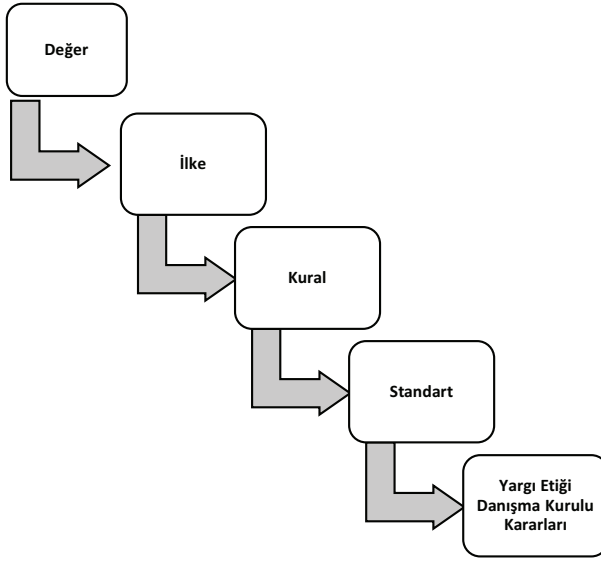 Değer
İlke
Kural
Standart
Yargı Etiği
Danışma Kurulu
Kararları